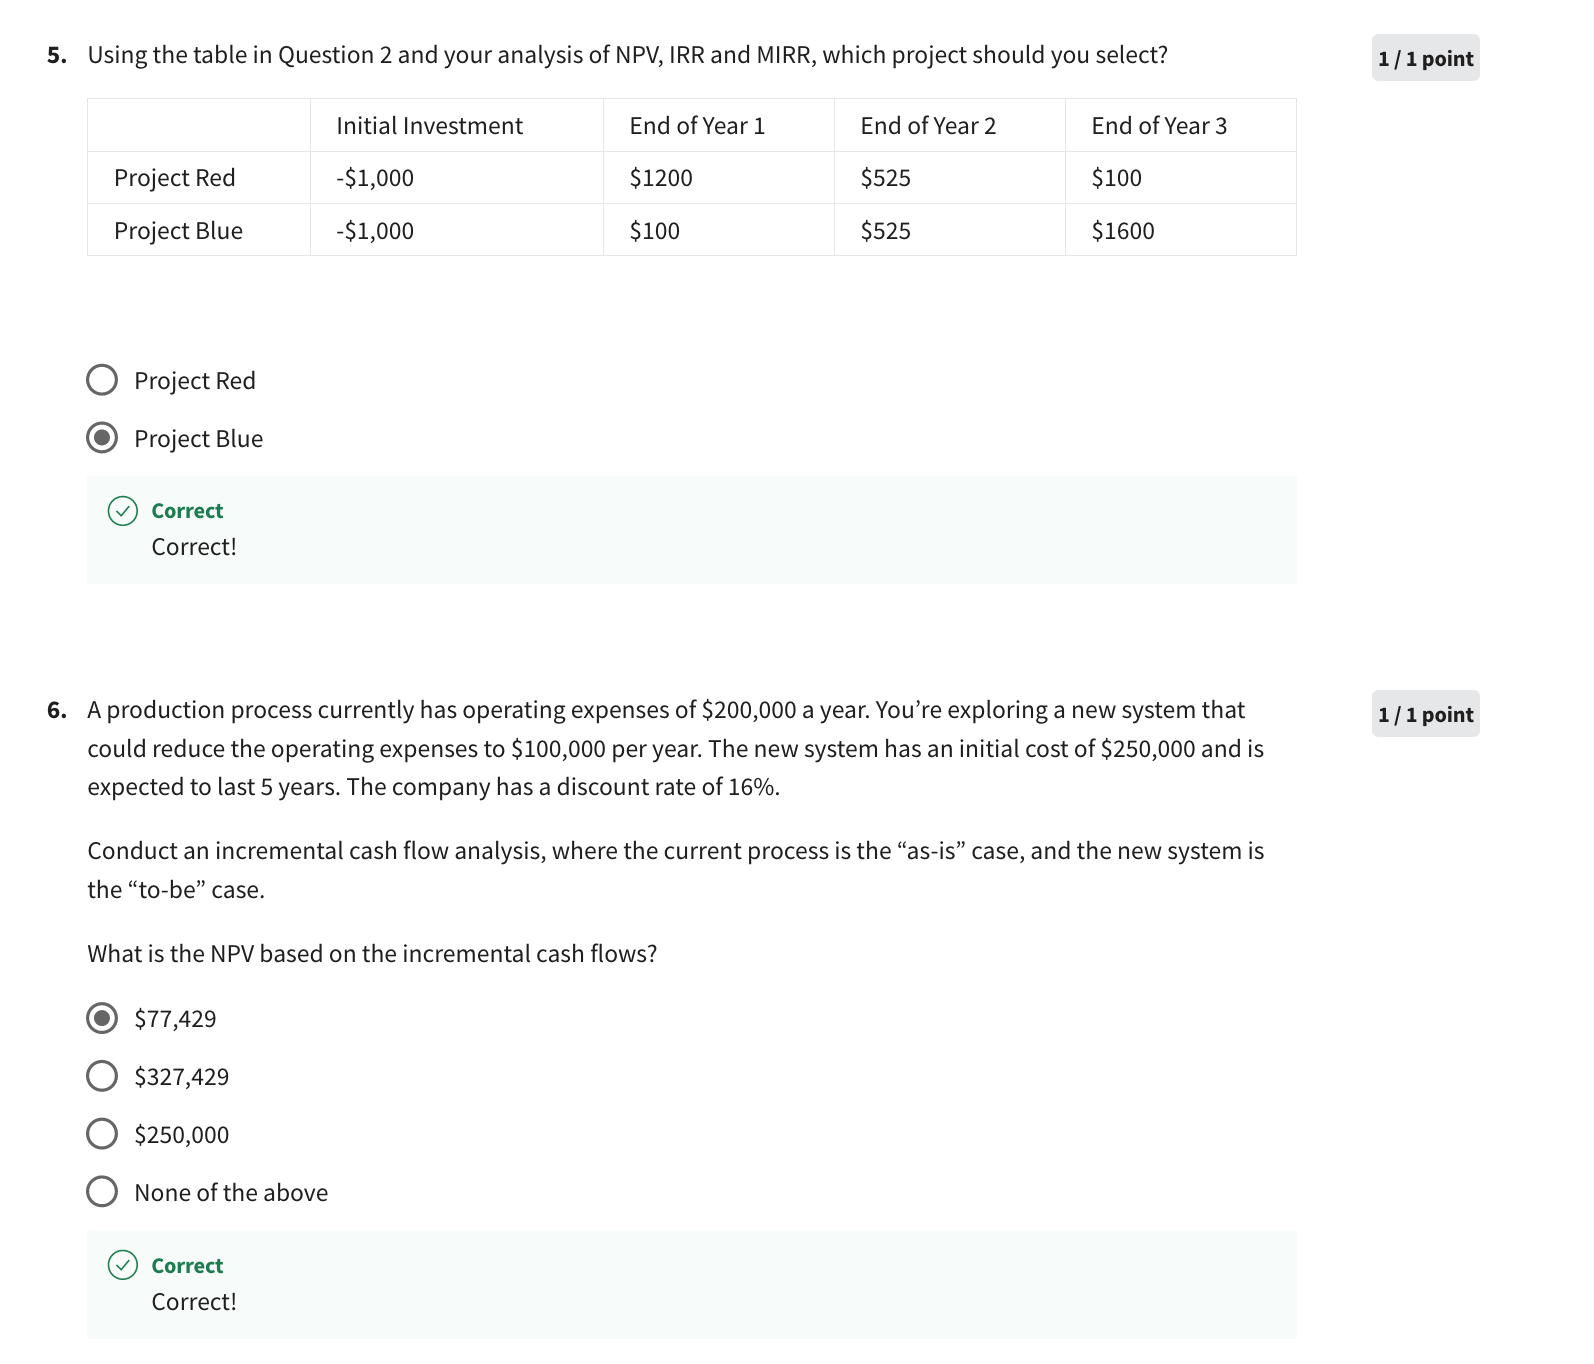 5. Using the table in Question 2 and your analysis of NPV, IRR and MIRR, which project should you select?
1 / 1 point
Initial Investment End of Year 1 End of Year 2 End of Year 3
Project Red -$1,000 $1200 $525 $100
Project Blue -$1,000 $100 $525 $1600
Project Red
Project Blue
Correct
Correct!
6. A production process currently has operating expenses of $200,000 a year. You’re exploring a new system that
1 / 1 point
could reduce the operating expenses to $100,000 per year. The new system has an initial cost of $250,000 and is
expected to last 5 years. The company has a discount rate of 16%.
Conduct an incremental cash flow analysis, where the current process is the “as-is” case, and the new system is
the “to-be” case.
What is the NPV based on the incremental cash flows?
$77,429
$327,429
$250,000
None of the above
Correct
Correct!